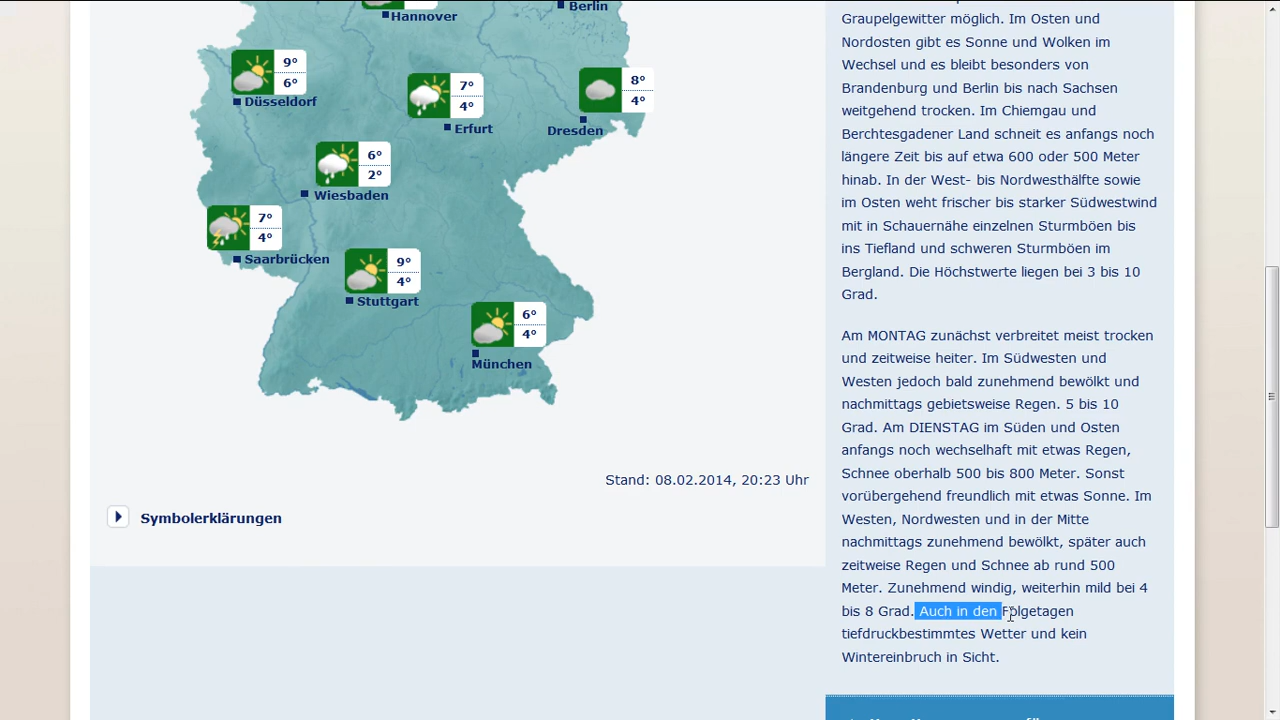 Berlin
Hannover
9°
6°
Düsseldorf
7°
4°
Erfurt
8°
4°
Dresden
6°
2°
Wiesbaden
7°
4°
Saarbrücken
9°
4°
Stuttgart
6°
4°
München
Stand: 08.02.2014, 20:23 Uhr
Symbolerklärungen
Graupelgewitter möglich. Im Osten und
Nordosten gibt es Sonne und Wolken im
Wechsel und es bleibt besonders von
Brandenburg und Berlin bis nach Sachsen
weitgehend trocken. Im Chiemgau und
Berchtesgadener Land schneit es anfangs noch
längere Zeit bis auf etwa 600 oder 500 Meter
hinab. In der West- bis Nordwesthälfte sowie
im Osten weht frischer bis starker Südwestwind
mit in Schauernähe einzelnen Sturmböen bis
ins Tiefland und schweren Sturmböen im
Bergland. Die Höchstwerte liegen bei 3 bis 10
Grad.
Am MONTAG zunächst verbreitet meist trocken
und zeitweise heiter. Im Südwesten und
Westen jedoch bald zunehmend bewölkt und
nachmittags gebietsweise Regen. 5 bis 10
Grad. Am DIENSTAG im Süden und Osten
anfangs noch wechselhaft mit etwas Regen,
Schnee oberhalb 500 bis 800 Meter. Sonst
vorübergehend freundlich mit etwas Sonne. Im
Westen, Nordwesten und in der Mitte
nachmittags zunehmend bewölkt, später auch
zeitweise Regen und Schnee ab rund 500
Meter. Zunehmend windig, weiterhin mild bei 4
bis 8 Grad. Auch in den Folgetagen
tiefdruckbestimmtes Wetter und kein
Wintereinbruch in Sicht.